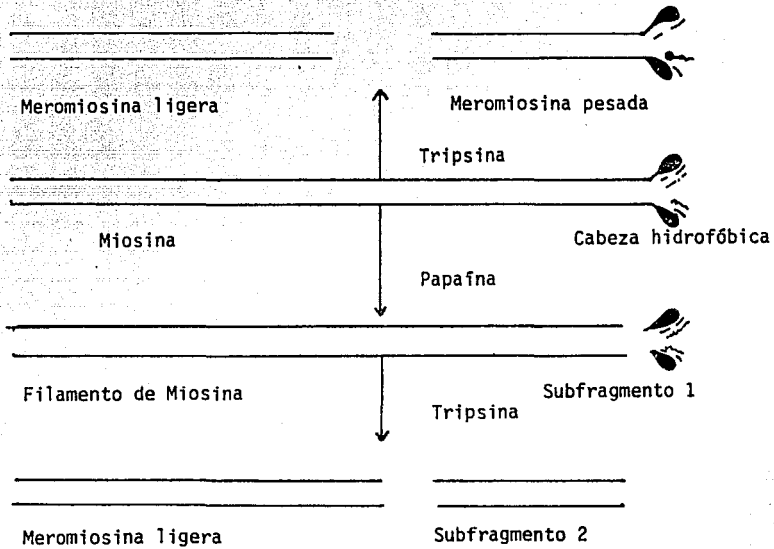 Meromiosina ligera
Meromiosina pesada
Tripsina
Miosina
Cabeza hidrofóbica
Papaína
Filamento de Miosina
Subfragmento 1
Tripsina
Meromiosina ligera
Subfragmento 2